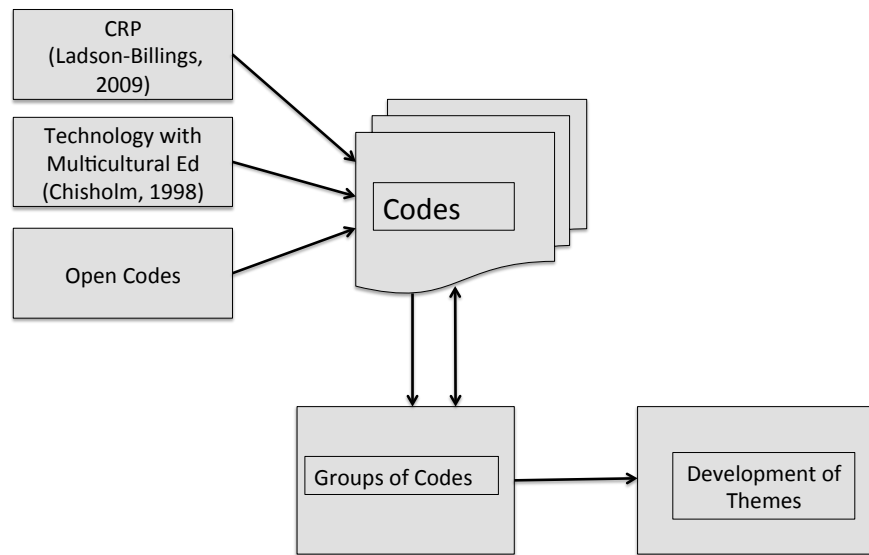 CRP
(Ladson-Billings,
2009)
Technology with
Multicultural Ed
(Chisholm, 1998)
Open Codes
Codes
Groups of Codes
Development of
Themes